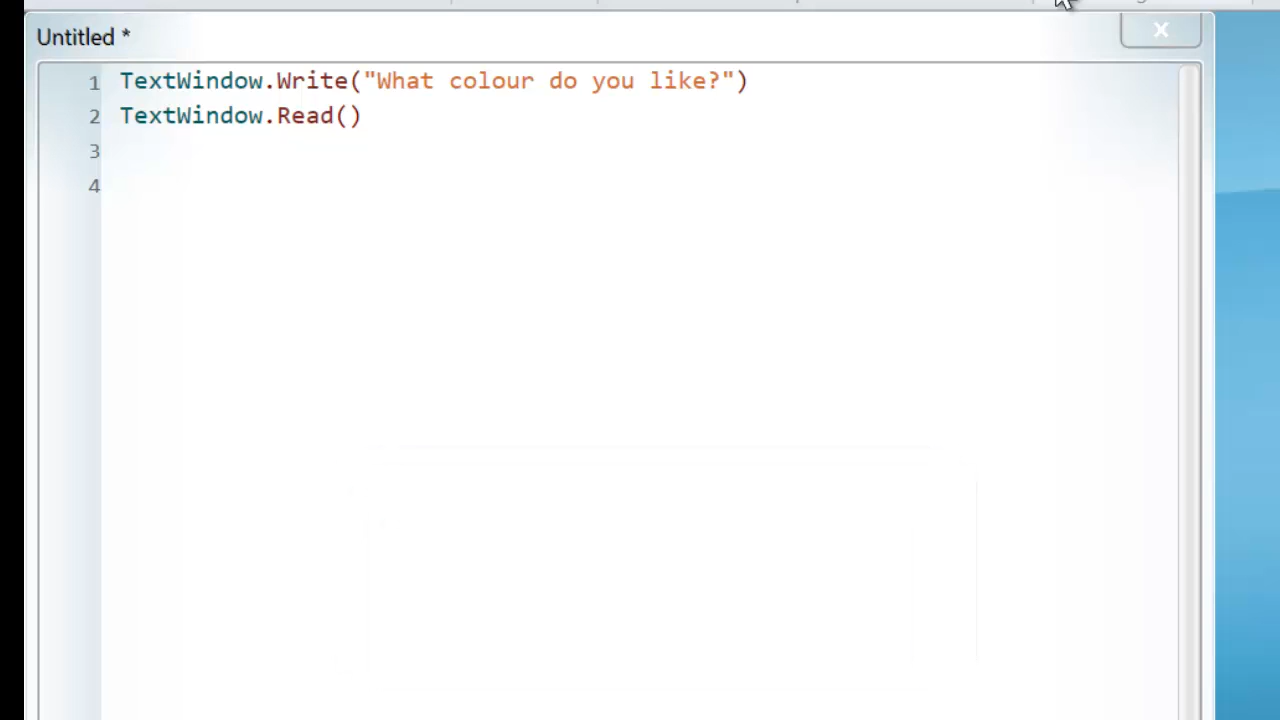 Untitled *
X
1 TextWindow.Write("What colour do you like?")
2 TextWindow.Read()
3
4